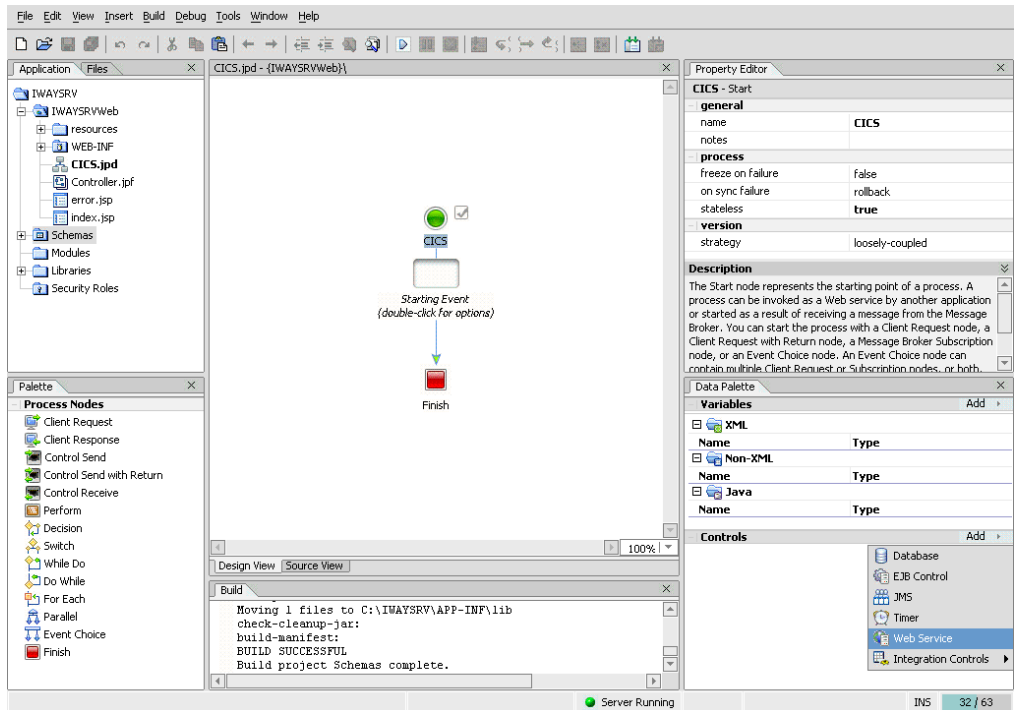 File Edit View Insert Build Debug Tools Window Help
Application Files
IWAYSRV
IWAYSRVWeb
resources
WEB-INF
CICS.jpd
Controller.jpf
error.jsp
index.jsp
Schemas
Modules
Libraries
Security Roles
Palette
Process Nodes
Client Request
Client Response
Control Send
Control Send with Return
Control Receive
Perform
Decision
Switch
While Do
Do While
For Each
Parallel
Event Choice
Finish
CICS.jpd - {IWAYSRVWeb}\
CICS
Starting Event
(double-click for options)
Finish
100%
Design View Source View
Build
Moving 1 files to C:\IWAYSRV\APP-INF\lib
check-cleanup-jar:
build-manifest:
BUILD SUCCESSFUL
Build project Schemas complete.
Property Editor
CICS - Start
general
name CICS
notes
process
freeze on failure false
on sync failure rollback
stateless true
version
strategy loosely-coupled
Description
The Start node represents the starting point of a process. A
process can be invoked as a Web service by another application
or started as a result of receiving a message from the Message
Broker. You can start the process with a Client Request node, a
Client Request with Return node, a Message Broker Subscription
node, or an Event Choice node. An Event Choice node can
contain multiple Client Request or Subscription nodes, or both.
Data Palette
Variables Add
XML
Name Type
Non-XML
Name Type
Java
Name Type
Controls Add
Database
EJB Control
JMS
Timer
Web Service
Integration Controls
Server Running INS 32 / 63